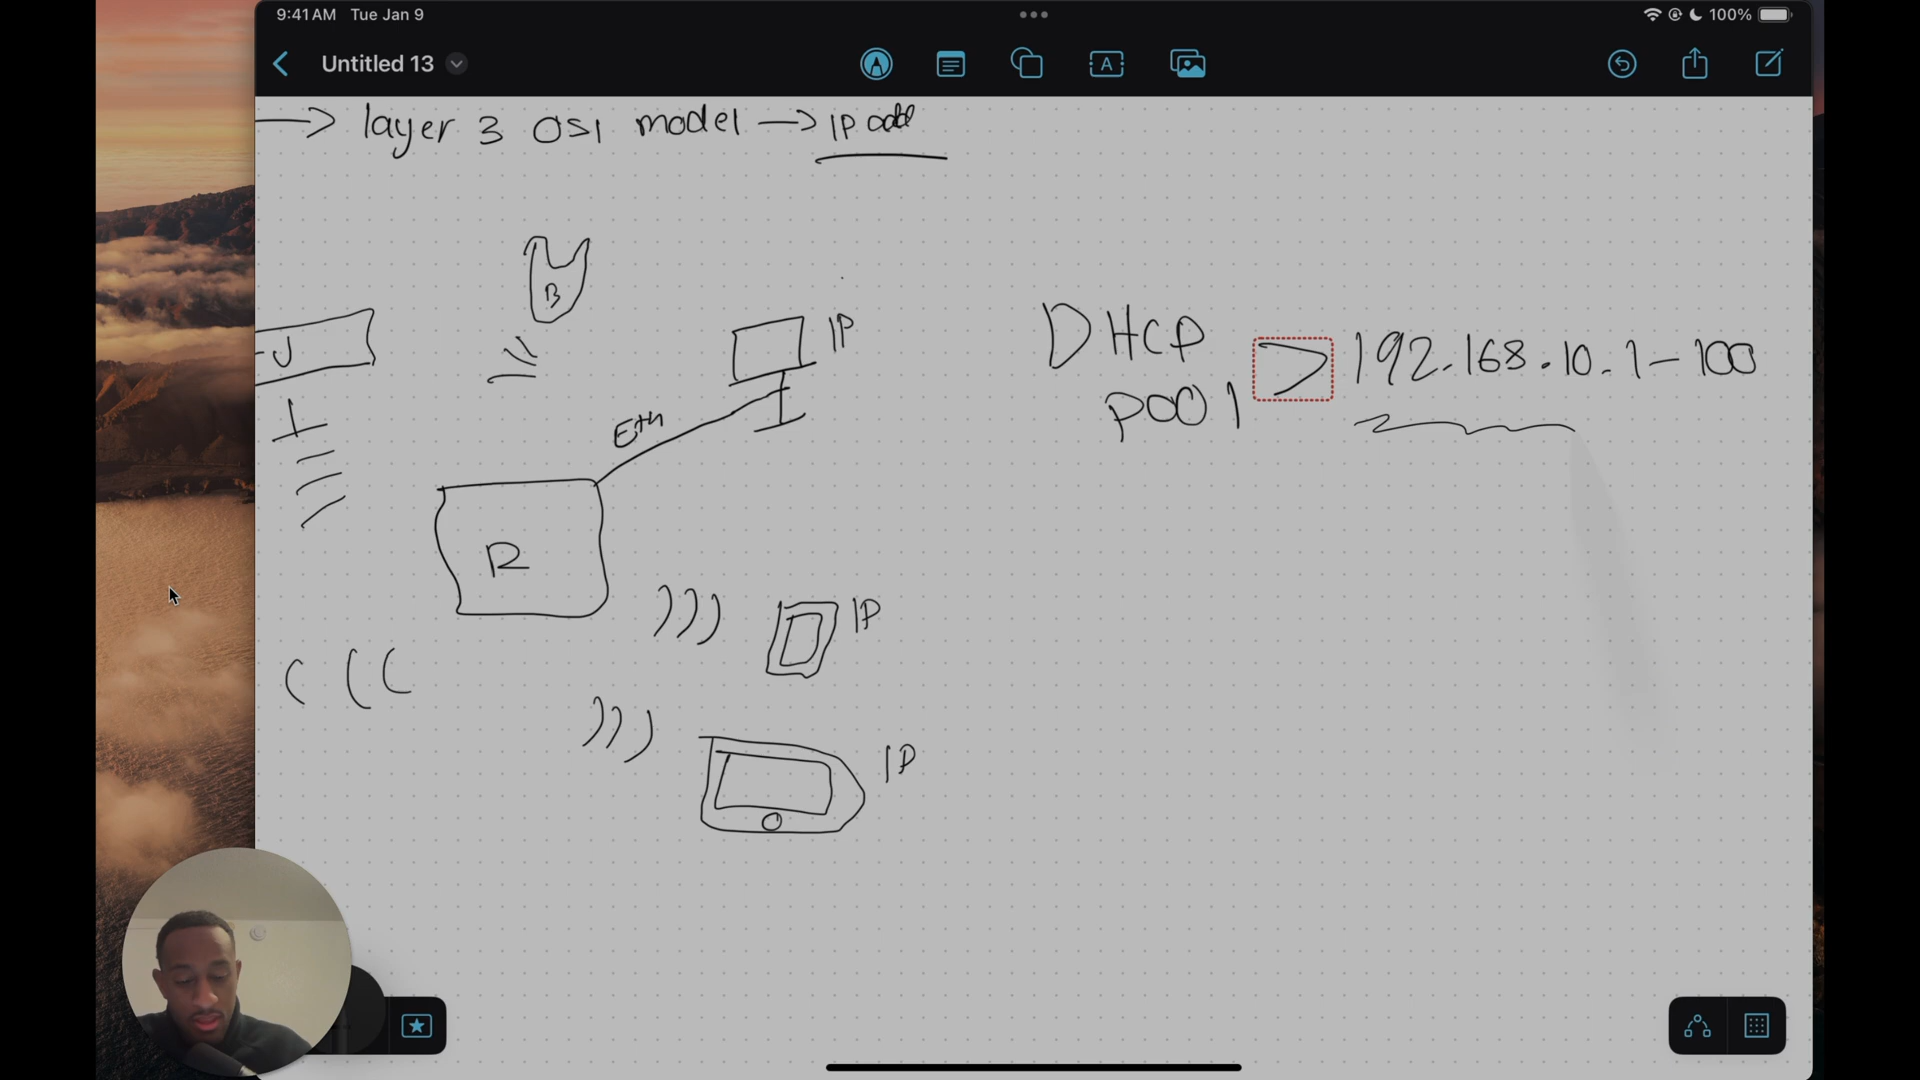 9:41 AM Tue Jan 9
100%
Untitled 13
A
→ layer 3 OSI model → IP add
B
J
IP
Eth
R
IP
IP
DHCP
pool
> 192.168.10.1-100